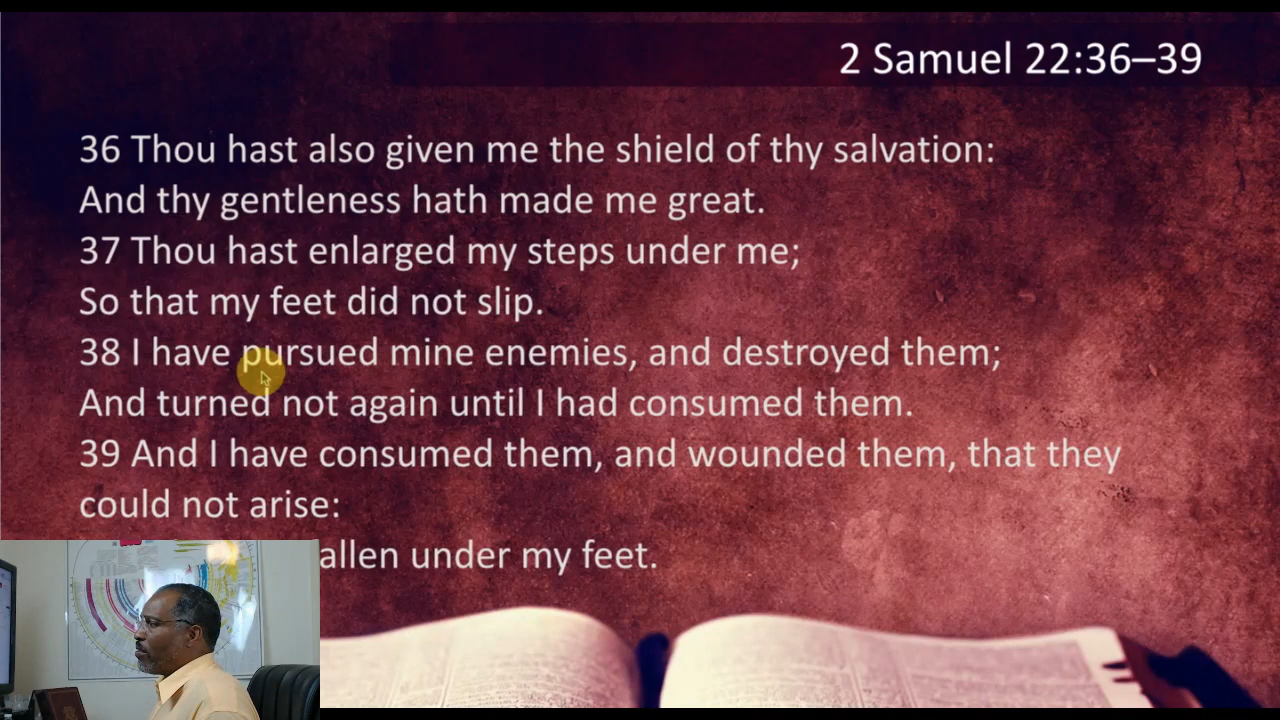 2 Samuel 22:36–39
36 Thou hast also given me the shield of thy salvation:
And thy gentleness hath made me great.
37 Thou hast enlarged my steps under me;
So that my feet did not slip.
38 I have pursued mine enemies, and destroyed them;
And turned not again until I had consumed them.
39 And I have consumed them, and wounded them, that they
could not arise:
allen under my feet.